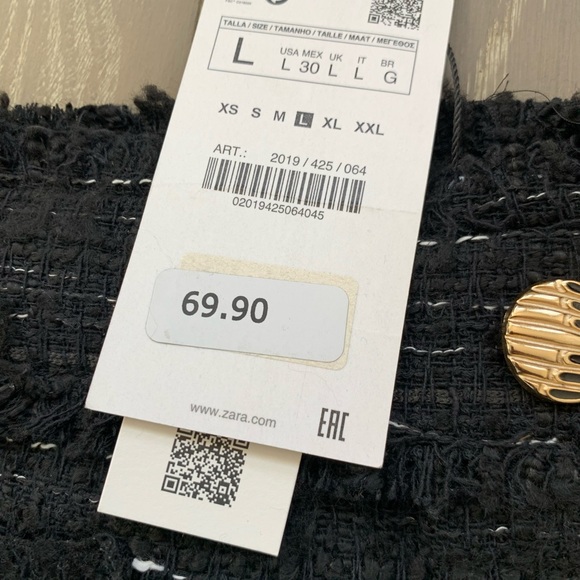 TALLA / SIZE / TAMANHO / TAILLE / MAAT / ΜΕΓΕΘΟΣ
L USA L MEX 30 UK L IT L BR G
XS S M L XL XXL
ART.: 2019 / 425 / 064
02019425064045
69.90
www.zara.com
EAC